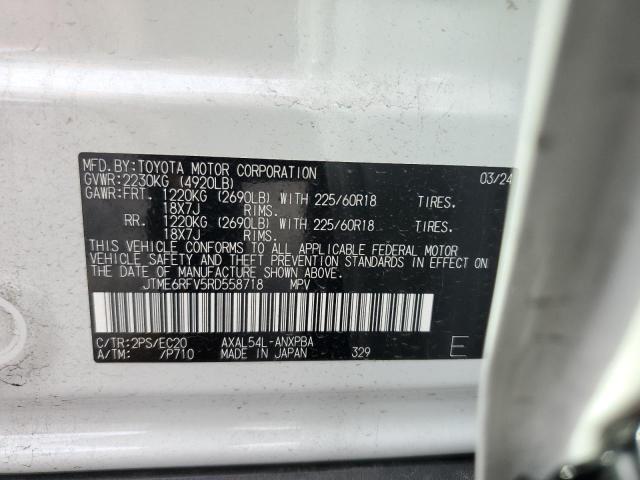 MFD.BY:TOYOTA MOTOR CORPORATION 03/24
GVWR:2230KG (4920LB)
GAWR:FRT. 1220KG (2690LB) WITH 225/60R18 TIRES.
18X7J RIMS.
RR. 1220KG (2690LB) WITH 225/60R18 TIRES.
18X7J RIMS.
THIS VEHICLE CONFORMS TO ALL APPLICABLE FEDERAL MOTOR
VEHICLE SAFETY AND THEFT PREVENTION STANDARDS IN EFFECT ON
THE DATE OF MANUFACTURE SHOWN ABOVE.
JTME6RFV5RD558718 MPV
C/TR:2PS/EC20 AXAL54L-ANXPBA
A/TM: /P710 MADE IN JAPAN 329 E